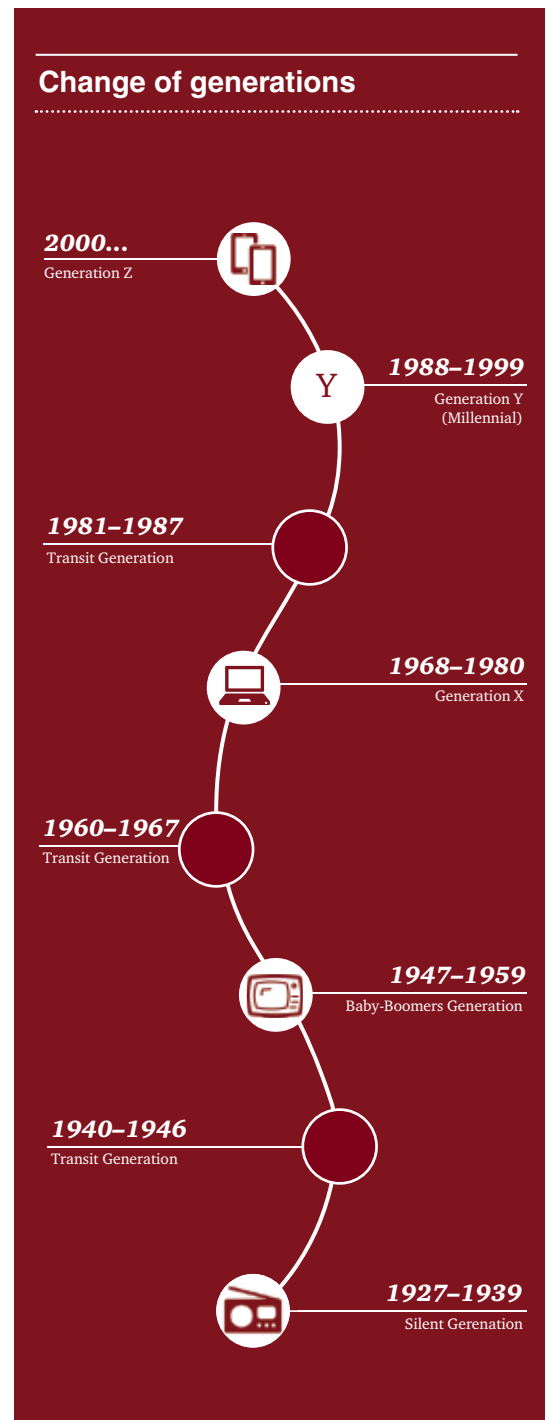 Change of generations
2000...
Generation Z
Y
1988–1999
Generation Y
(Millennial)
1981–1987
Transit Generation
1968–1980
Generation X
1960–1967
Transit Generation
1947–1959
Baby-Boomers Generation
1940–1946
Transit Generation
1927–1939
Silent Gerenation